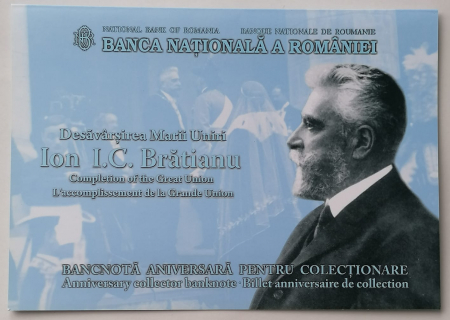 NATIONAL BANK OF ROMANIA BANQUE NATIONALE DE ROUMANIE
BANCA NAȚIONALĂ A ROMÂNIEI
Desăvârșirea Marii Uniri
Ion I.C. Brătianu
Completion of the Great Union
L'accomplissement de la Grande Union
BANCNOTĂ ANIVERSARĂ PENTRU COLECȚIONARE
Anniversary collector banknote · Billet anniversaire de collection